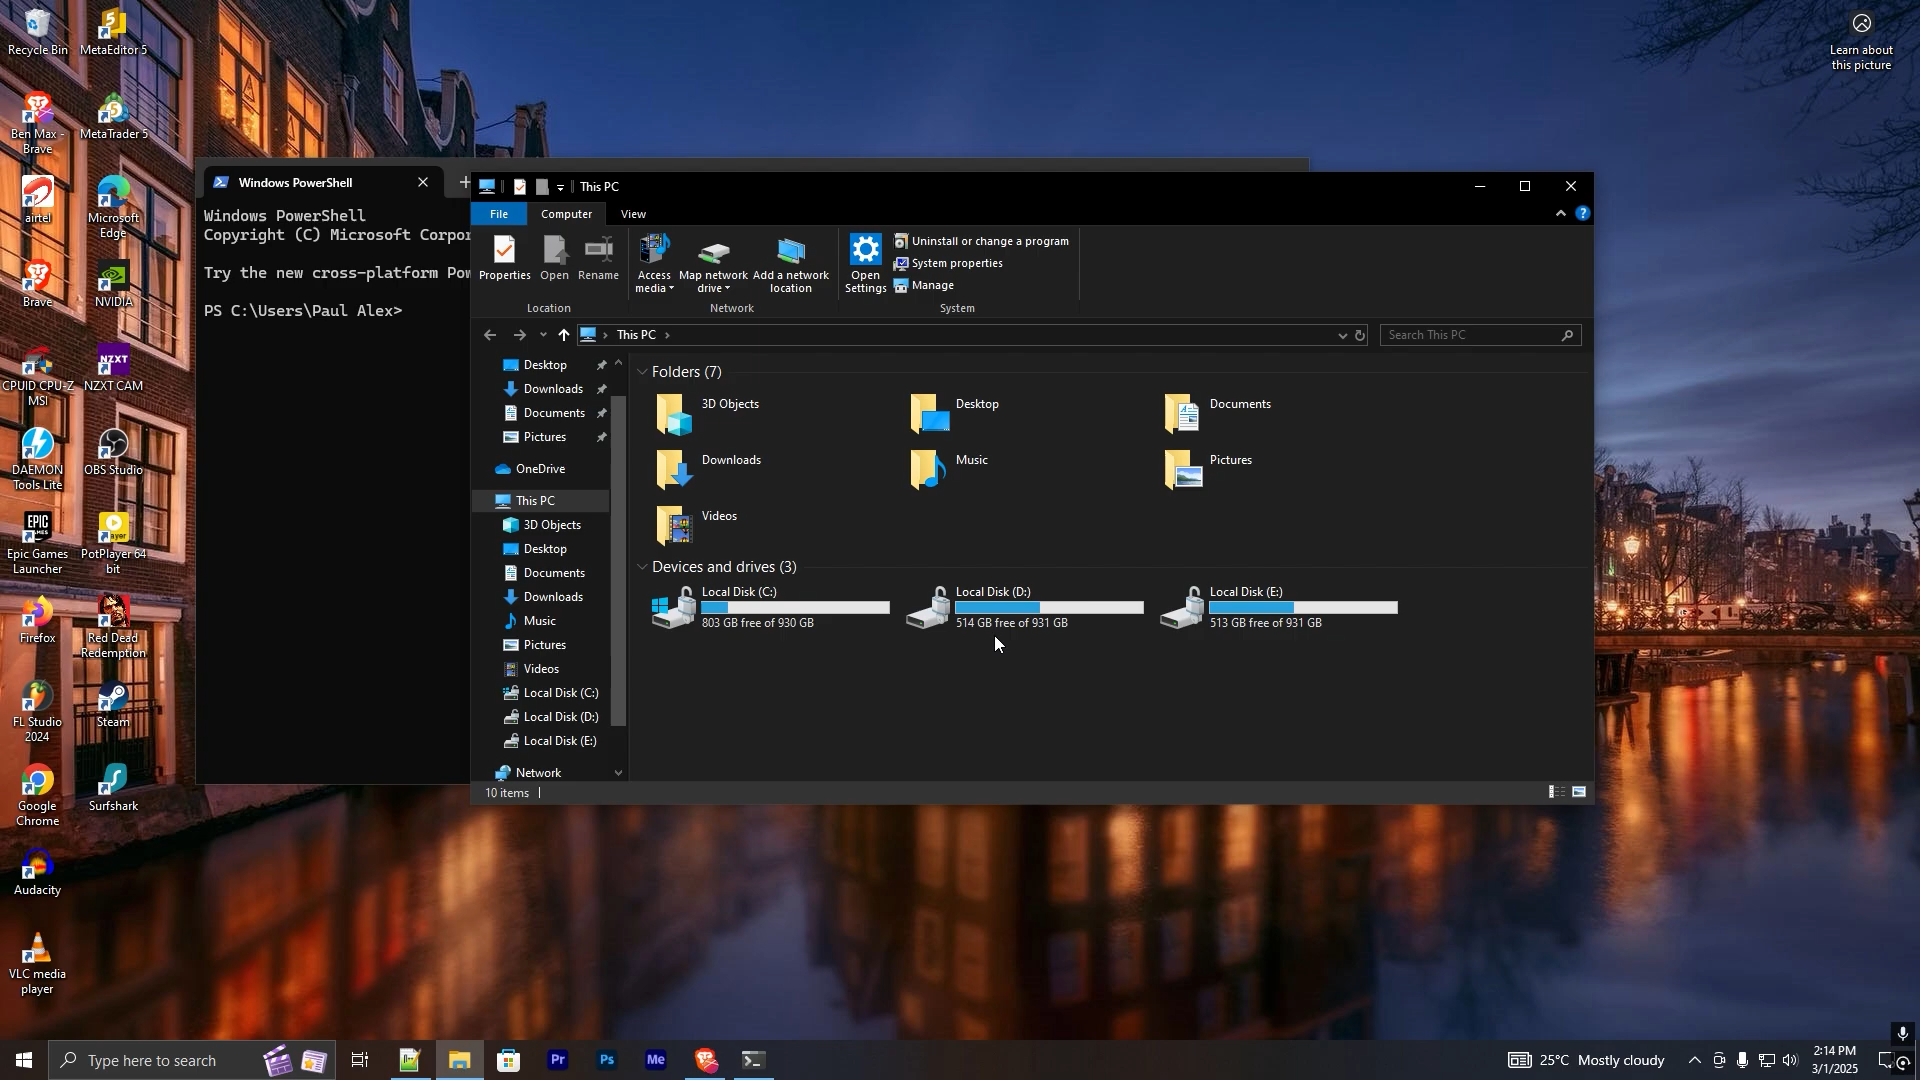 Recycle Bin
MetaEditor 5
Ben Max -
Brave
MetaTrader 5
airtel
Microsoft
Edge
Brave
NVIDIA
CPUID CPU-Z
MSI
NZXT
NZXT CAM
DAEMON
Tools Lite
OBS Studio
EPIC
GAMES
Epic Games
Launcher
PotPlayer 64
bit
Firefox
Red Dead
Redemption
FL Studio
2024
Steam
Google
Chrome
Surfshark
Audacity
VLC media
player
Learn about
this picture
Windows PowerShell
Windows PowerShell
Copyright (C) Microsoft Corpor
Try the new cross-platform Pow
PS C:\Users\Paul Alex>
This PC
File
Computer
View
Properties
Open
Rename
Location
Access
media
Map network
drive
Add a network
location
Network
Open
Settings
Uninstall or change a program
System properties
Manage
System
This PC
Search This PC
Desktop
Downloads
Documents
Pictures
OneDrive
This PC
3D Objects
Desktop
Documents
Downloads
Music
Pictures
Videos
Local Disk (C:)
Local Disk (D:)
Local Disk (E:)
Network
Folders (7)
3D Objects
Desktop
Documents
Downloads
Music
Pictures
Videos
Devices and drives (3)
Local Disk (C:)
803 GB free of 930 GB
Local Disk (D:)
514 GB free of 931 GB
Local Disk (E:)
513 GB free of 931 GB
10 items
Type here to search
Pr
Ps
Me
25°C Mostly cloudy
2:14 PM
3/1/2025